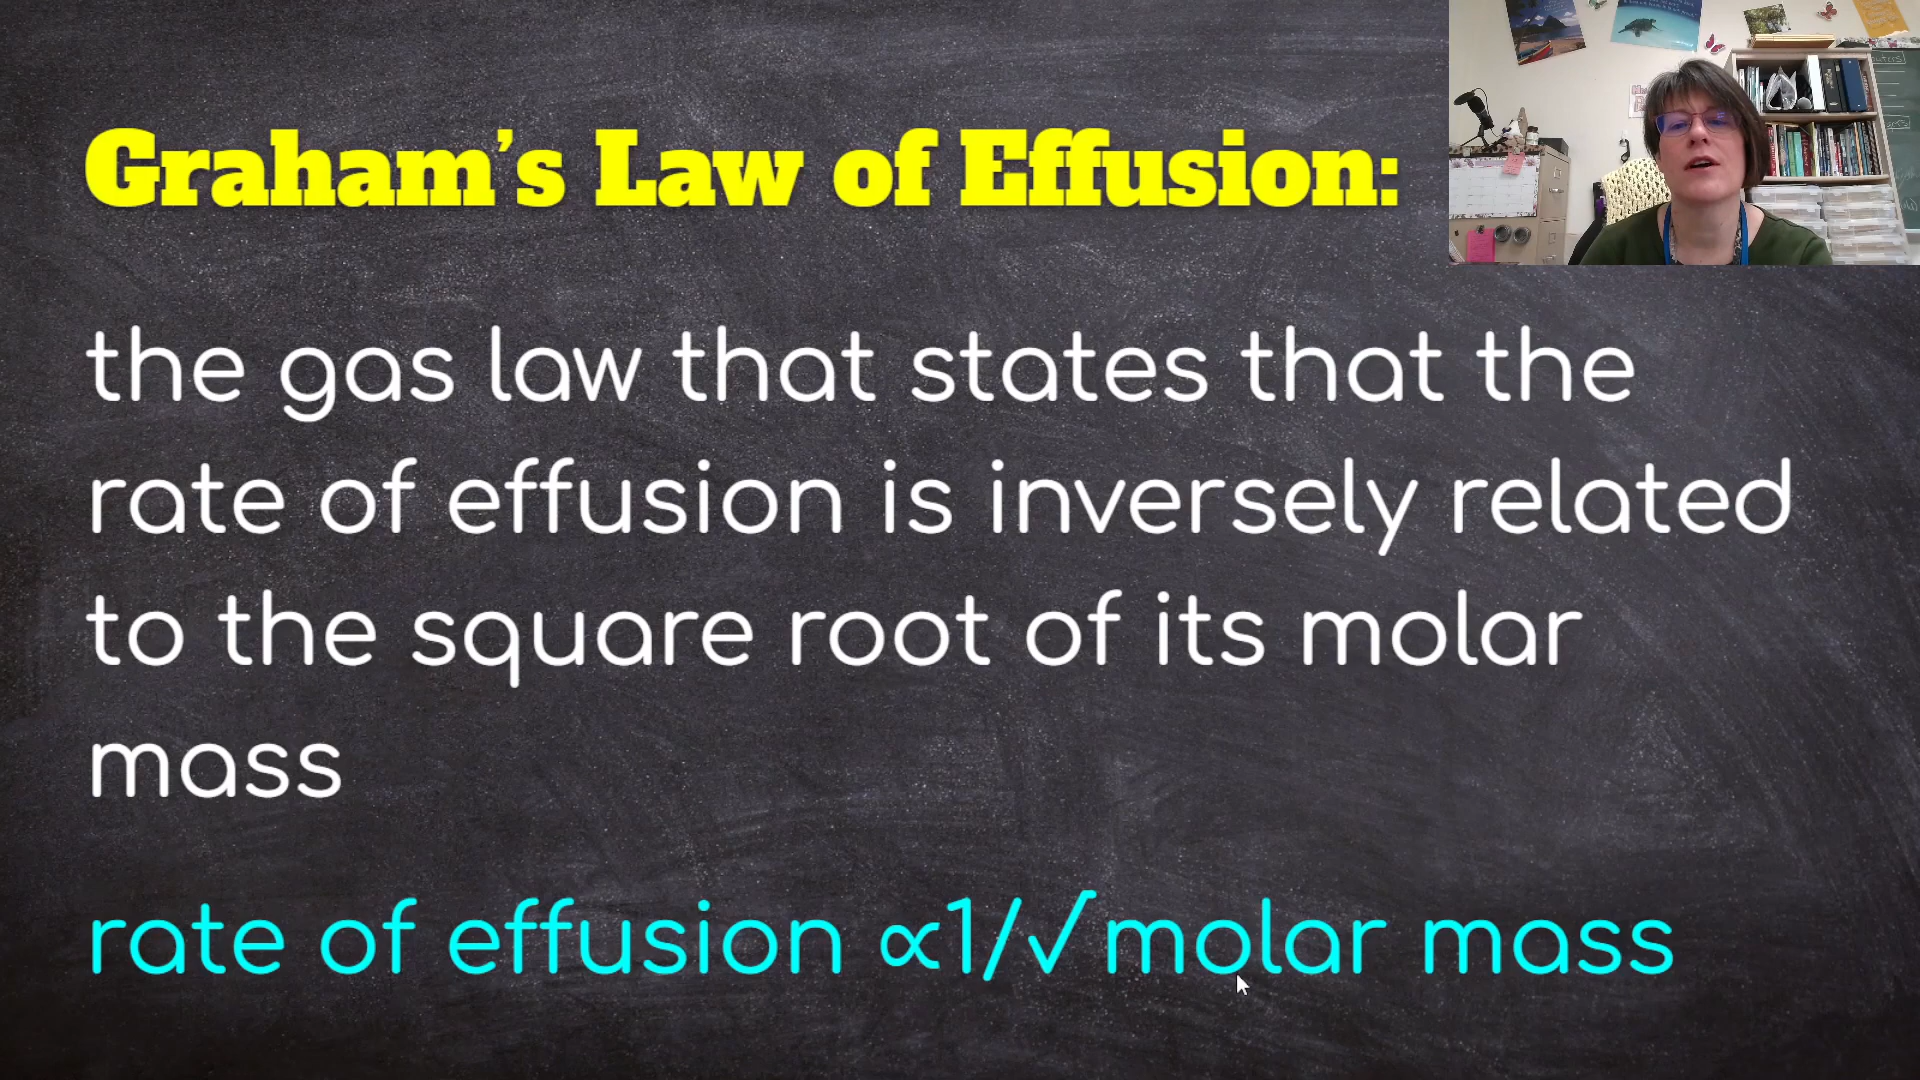 Graham's Law of Effusion:
the gas law that states that the
rate of effusion is inversely related
to the square root of its molar
mass
rate of effusion ∝1/√molar mass